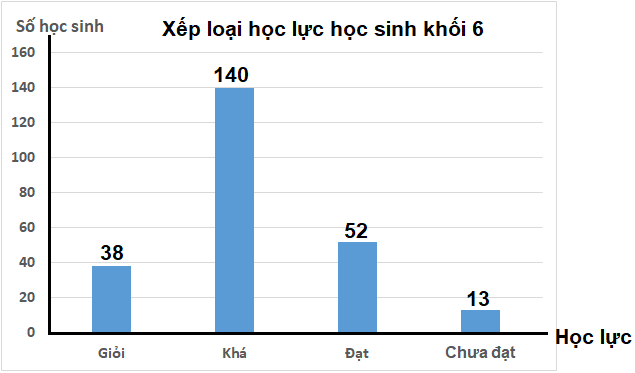 Số học sinh
Xếp loại học lực học sinh khối 6
160
140
120
100
80
60
40
20
0
38
140
52
13
Giỏi
Khá
Đạt
Chưa đạt
Học lực